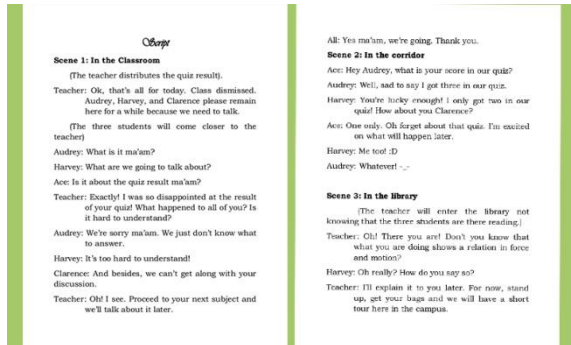 Script
Scene 1: In the Classroom
(The teacher distributes the quiz result).
Teacher: Ok, that's all for today. Class dismissed.
Audrey, Harvey, and Clarence please remain
here for a while because we need to talk.
(The three students will come closer to the
teacher)
Audrey: What is it ma'am?
Harvey: What are we going to talk about?
Ace: Is it about the quiz result ma'am?
Teacher: Exactly! I was so disappointed at the result
of your quiz! What happened to all of you? Is
it hard to understand?
Audrey: We're sorry ma'am. We just don't know what
to answer.
Harvey: It's too hard to understand!
Clarence: And besides, we can't get along with your
discussion.
Teacher: Oh! I see. Proceed to your next subject and
we'll talk about it later.
All: Yes ma'am, we're going. Thank you.
Scene 2: In the corridor
Ace: Hey Audrey, what is your score in our quiz?
Audrey: Well, sad to say I got three in our quiz.
Harvey: You're lucky enough! I only got two in our
quiz! How about you Clarence?
Ace: One only. Oh forget about that quiz. I'm excited
on what will happen later.
Harvey: Me too! :D
Audrey: Whatever! -_-
Scene 3: In the library
(The teacher will enter the library not
knowing that the three students are there reading.)
Teacher: Oh! There you are! Don't you know that
what you are doing shows a relation in force
and motion?
Harvey: Oh really? How do you say so?
Teacher: I'll explain it to you later. For now, stand
up, get your bags and we will have a short
tour here in the campus.